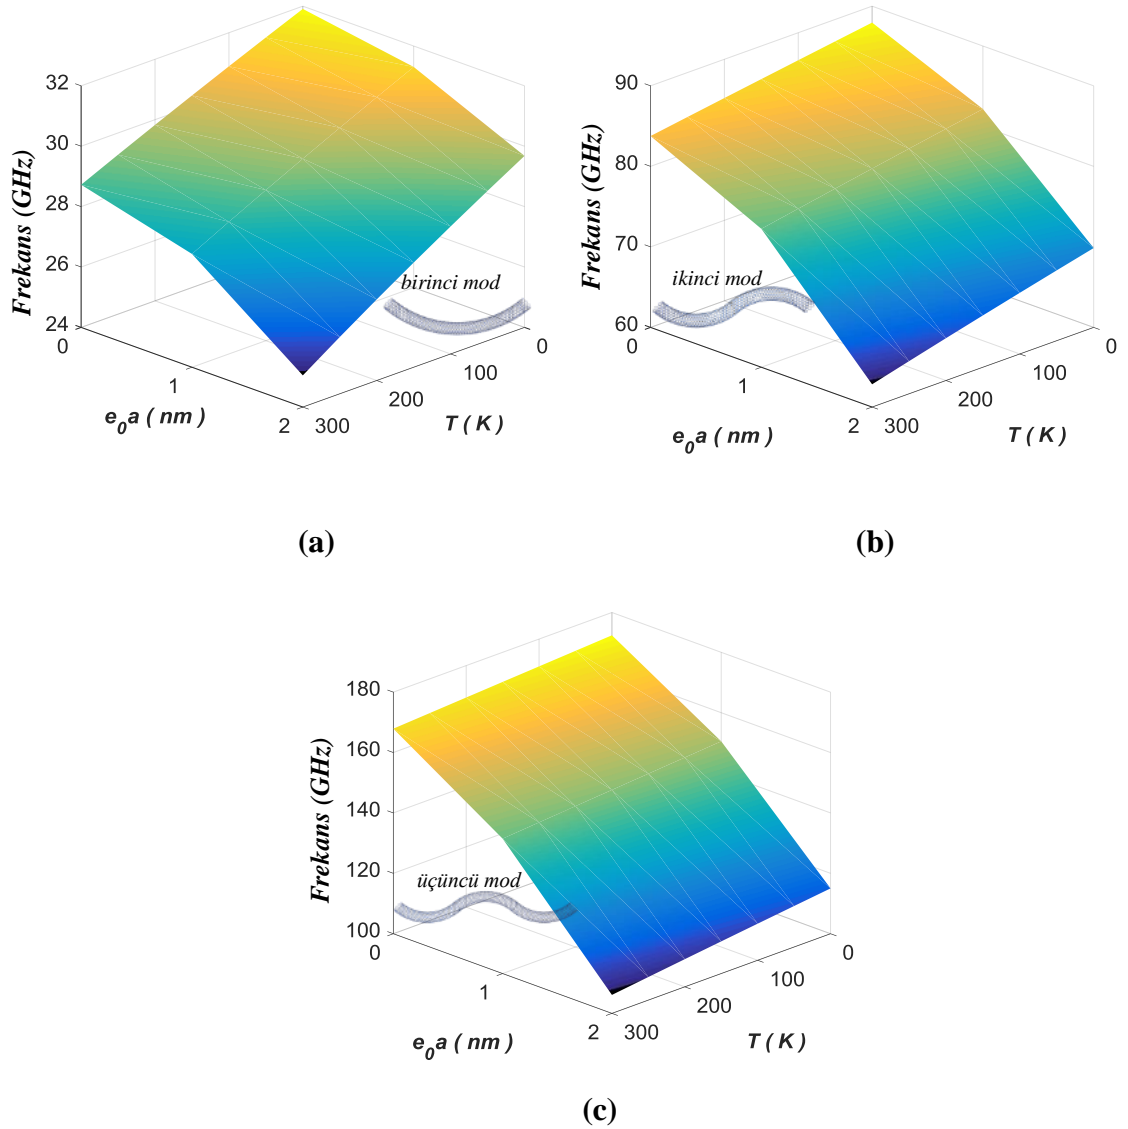 32
30
28
26
24
Frekans (GHz)
birinci mod
0
1
2
e0a ( nm )
300
200
100
0
T ( K )
(a)
90
80
70
60
Frekans (GHz)
ikinci mod
0
1
2
e0a ( nm )
300
200
100
0
T ( K )
(b)
180
160
140
120
100
Frekans (GHz)
üçüncü mod
0
1
2
e0a ( nm )
300
200
100
0
T ( K )
(c)